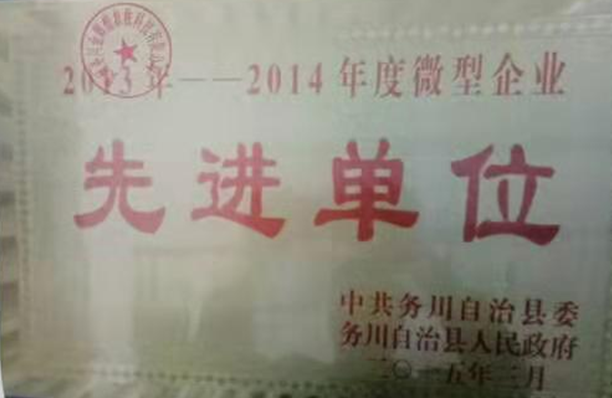 2013年——2014年度微型企业
先进单位
中共务川自治县委
务川自治县人民政府
二〇一五年二月